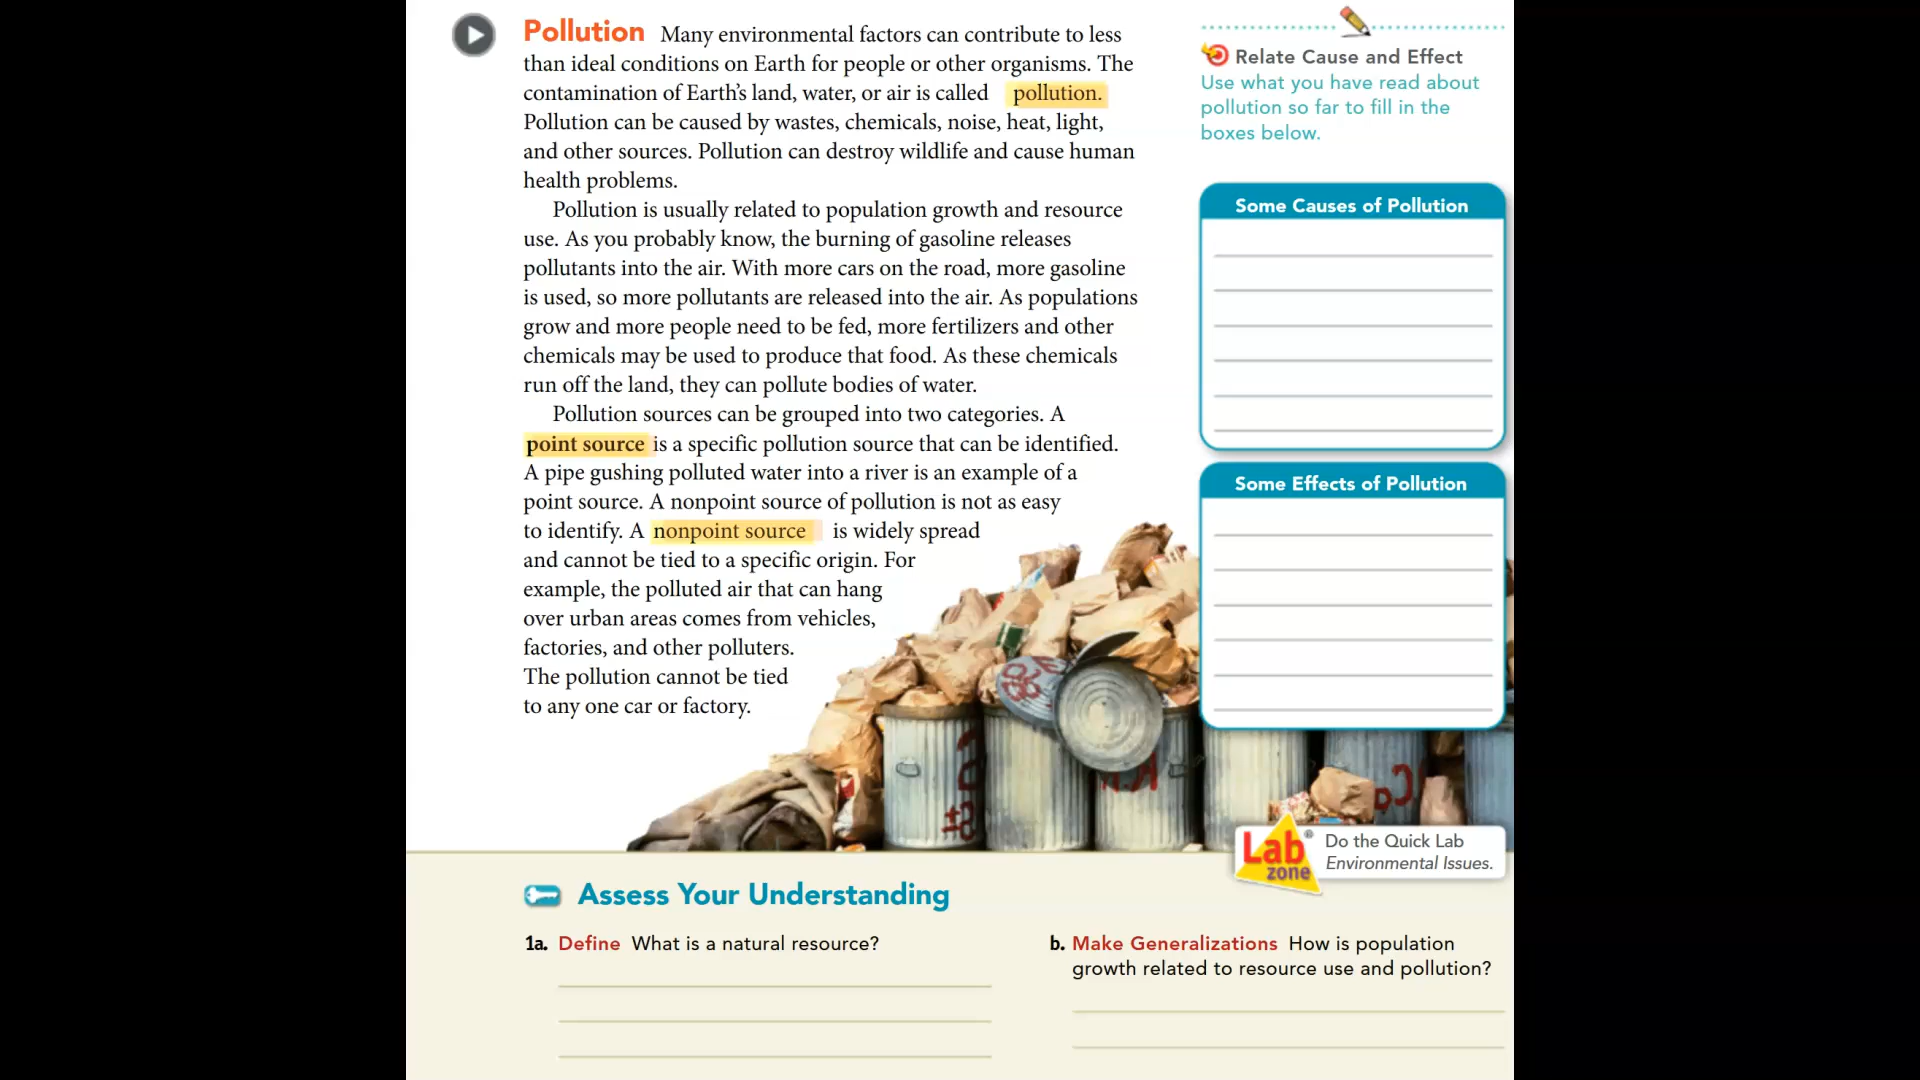 Pollution Many environmental factors can contribute to less
than ideal conditions on Earth for people or other organisms. The
contamination of Earth's land, water, or air is called pollution.
Pollution can be caused by wastes, chemicals, noise, heat, light,
and other sources. Pollution can destroy wildlife and cause human
health problems.
Pollution is usually related to population growth and resource
use. As you probably know, the burning of gasoline releases
pollutants into the air. With more cars on the road, more gasoline
is used, so more pollutants are released into the air. As populations
grow and more people need to be fed, more fertilizers and other
chemicals may be used to produce that food. As these chemicals
run off the land, they can pollute bodies of water.
Pollution sources can be grouped into two categories. A
point source is a specific pollution source that can be identified.
A pipe gushing polluted water into a river is an example of a
point source. A nonpoint source of pollution is not as easy
to identify. A nonpoint source is widely spread
and cannot be tied to a specific origin. For
example, the polluted air that can hang
over urban areas comes from vehicles,
factories, and other polluters.
The pollution cannot be tied
to any one car or factory.
Relate Cause and Effect
Use what you have read about
pollution so far to fill in the
boxes below.
Some Causes of Pollution
Some Effects of Pollution
Lab®
zone
Do the Quick Lab
Environmental Issues.
Assess Your Understanding
1a. Define What is a natural resource?
b. Make Generalizations How is population
growth related to resource use and pollution?